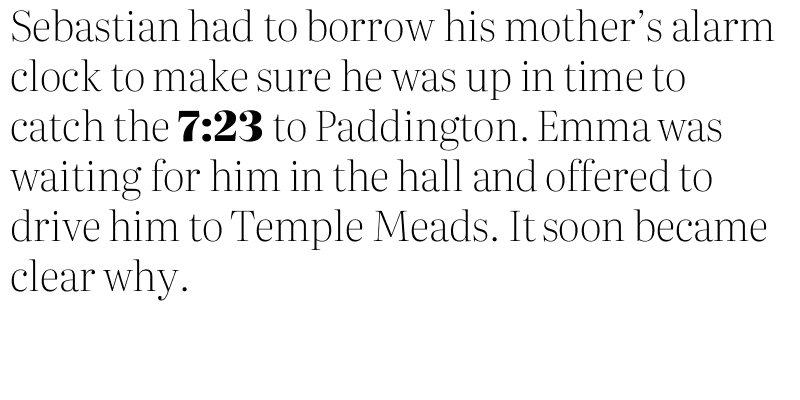 Sebastian had to borrow his mother’s alarm
clock to make sure he was up in time to
catch the 7:23 to Paddington. Emma was
waiting for him in the hall and offered to
drive him to Temple Meads. It soon became
clear why.